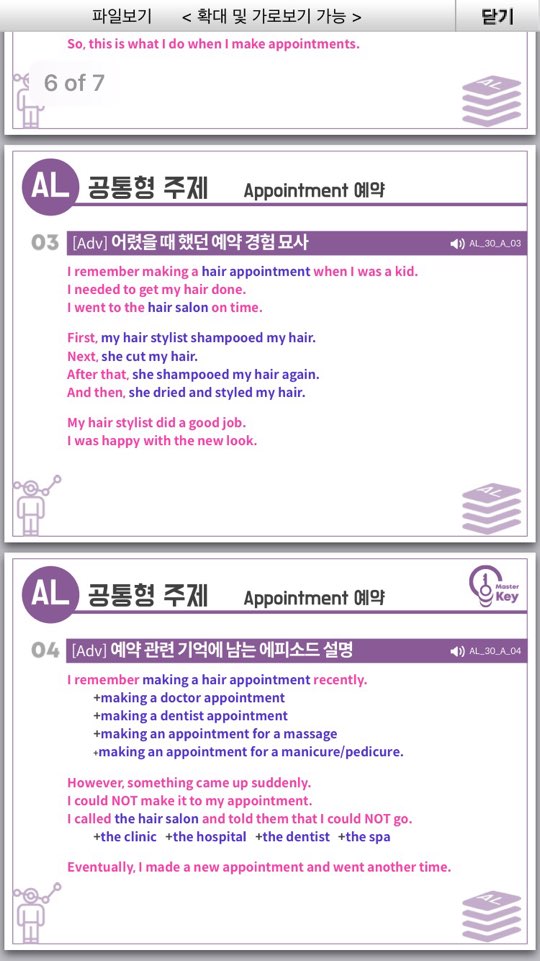 파일보기 < 확대 및 가로보기 가능 > 닫기
So, this is what I do when I make appointments.
6 of 7
AL
AL 공통형 주제 Appointment 예약
03 [Adv] 어렸을 때 했던 예약 경험 묘사 AL_30_A_03
I remember making a hair appointment when I was a kid.
I needed to get my hair done.
I went to the hair salon on time.
First, my hair stylist shampooed my hair.
Next, she cut my hair.
After that, she shampooed my hair again.
And then, she dried and styled my hair.
My hair stylist did a good job.
I was happy with the new look.
AL
AL 공통형 주제 Appointment 예약 Master Key
04 [Adv] 예약 관련 기억에 남는 에피소드 설명 AL_30_A_04
I remember making a hair appointment recently.
+making a doctor appointment
+making a dentist appointment
+making an appointment for a massage
+making an appointment for a manicure/pedicure.
However, something came up suddenly.
I could NOT make it to my appointment.
I called the hair salon and told them that I could NOT go.
+the clinic +the hospital +the dentist +the spa
Eventually, I made a new appointment and went another time.
AL